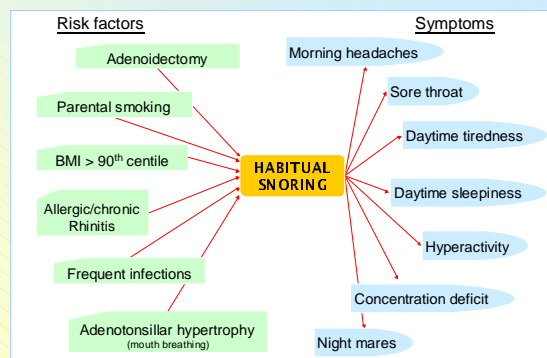 Risk factors
Adenoidectomy
Parental smoking
BMI > 90th centile
Allergic/chronic
Rhinitis
Frequent infections
Adenotonsillar hypertrophy
(mouth breathing)
HABITUAL
SNORING
Symptoms
Morning headaches
Sore throat
Daytime tiredness
Daytime sleepiness
Hyperactivity
Concentration deficit
Night mares